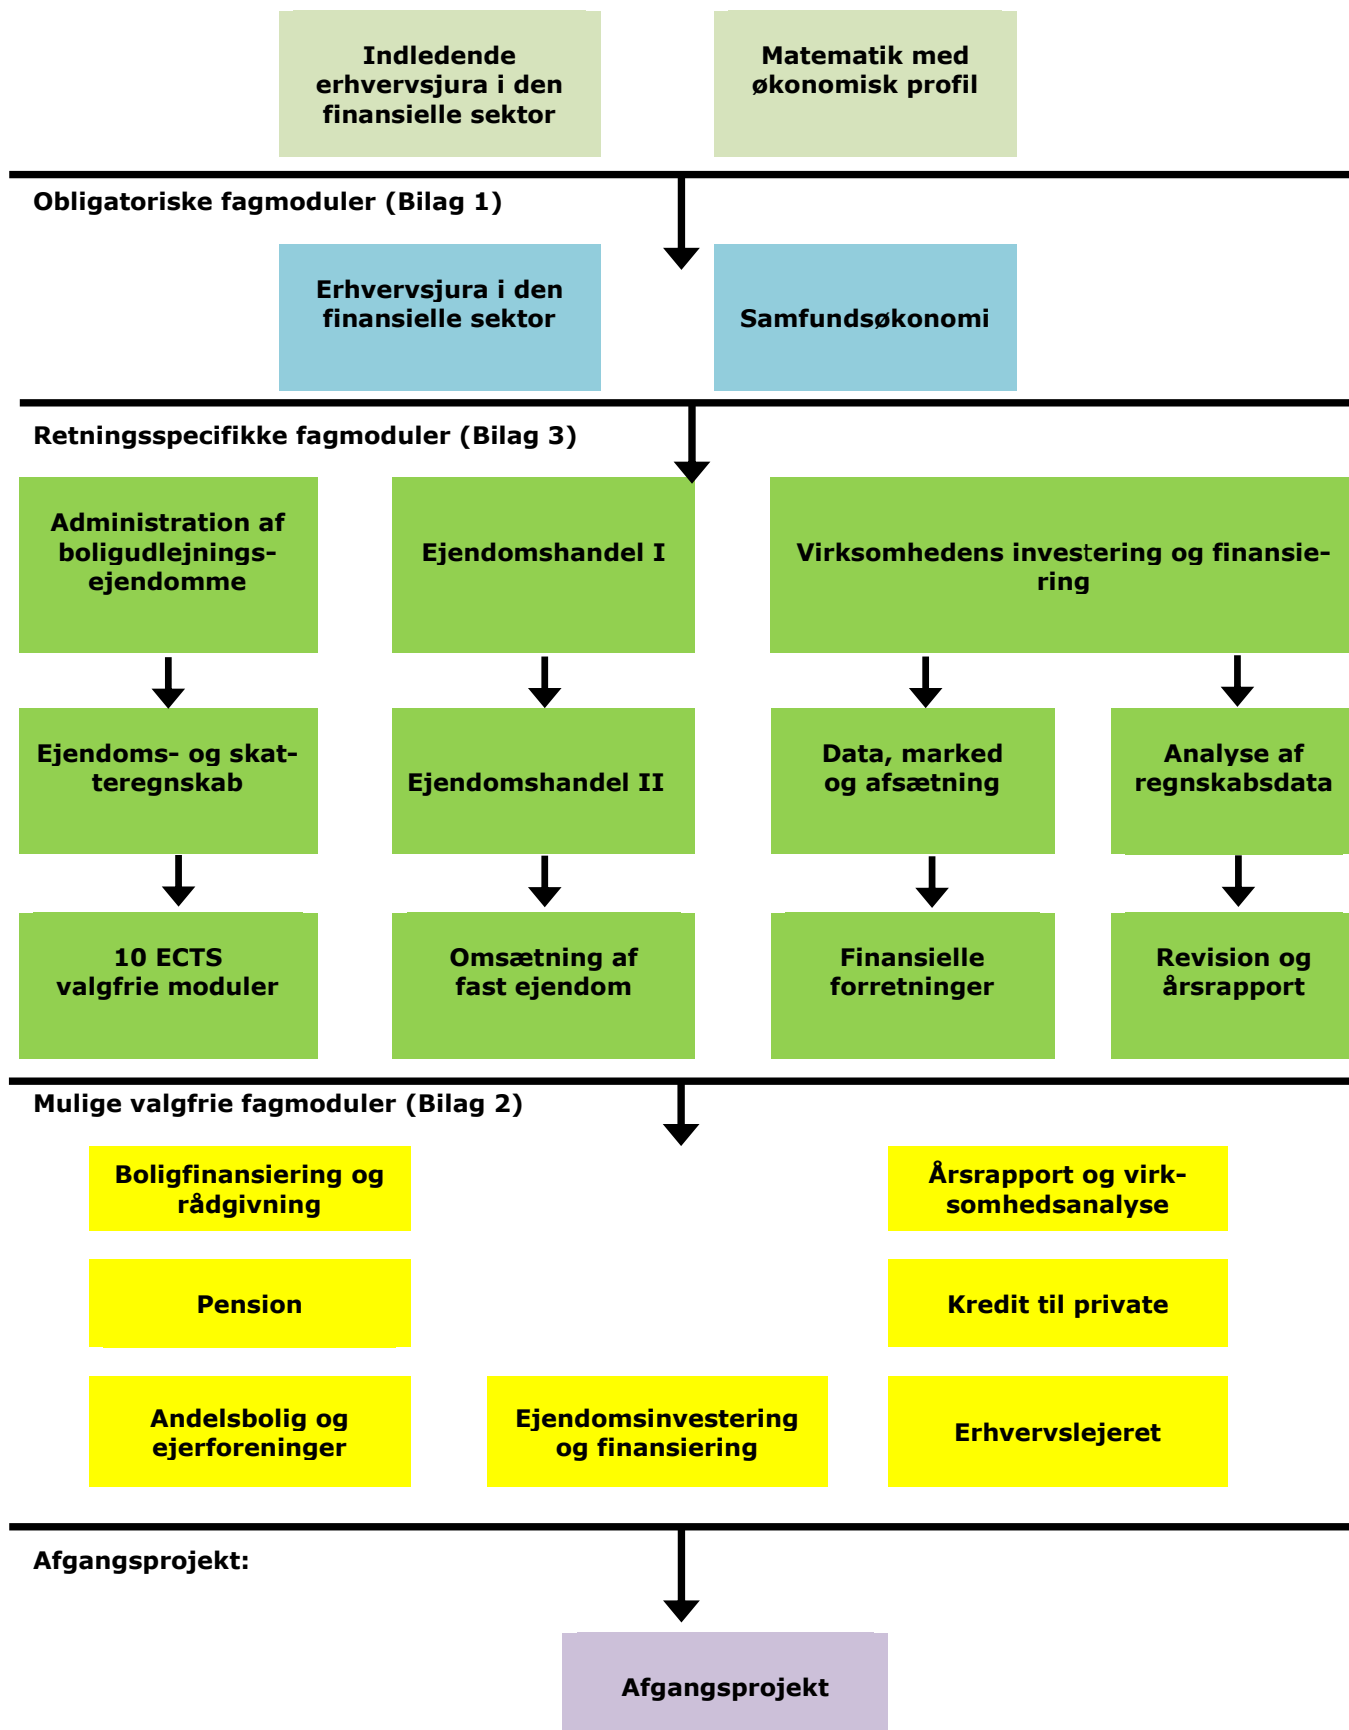 Indledende
erhvervsjura i den
finansielle sektor
Matematik med
økonomisk profil
Obligatoriske fagmoduler (Bilag 1)
Erhvervsjura i den
finansielle sektor
Samfundsøkonomi
Retningsspecifikke fagmoduler (Bilag 3)
Administration af
boligudlejnings-
ejendomme
Ejendomshandel I
Virksomhedens investering og finansie-
ring
Ejendoms- og skat-
teregnskab
Ejendomshandel II
Data, marked
og afsætning
Analyse af
regnskabsdata
10 ECTS
valgfrie moduler
Omsætning af
fast ejendom
Finansielle
forretninger
Revision og
årsrapport
Mulige valgfrie fagmoduler (Bilag 2)
Boligfinansiering og
rådgivning
Årsrapport og virk-
somhedsanalyse
Pension
Kredit til private
Andelsbolig og
ejerforeninger
Ejendomsinvestering
og finansiering
Erhvervslejeret
Afgangsprojekt:
Afgangsprojekt